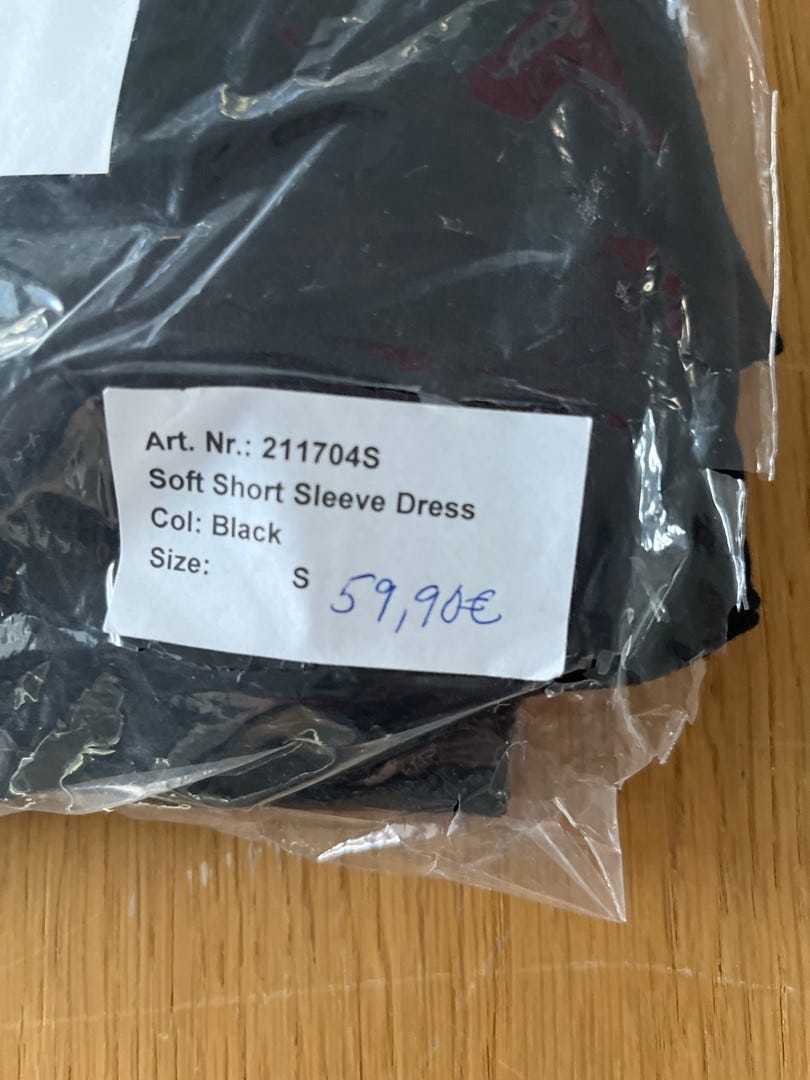 Art. Nr.: 211704S
Soft Short Sleeve Dress
Col: Black
Size: S 59,90€